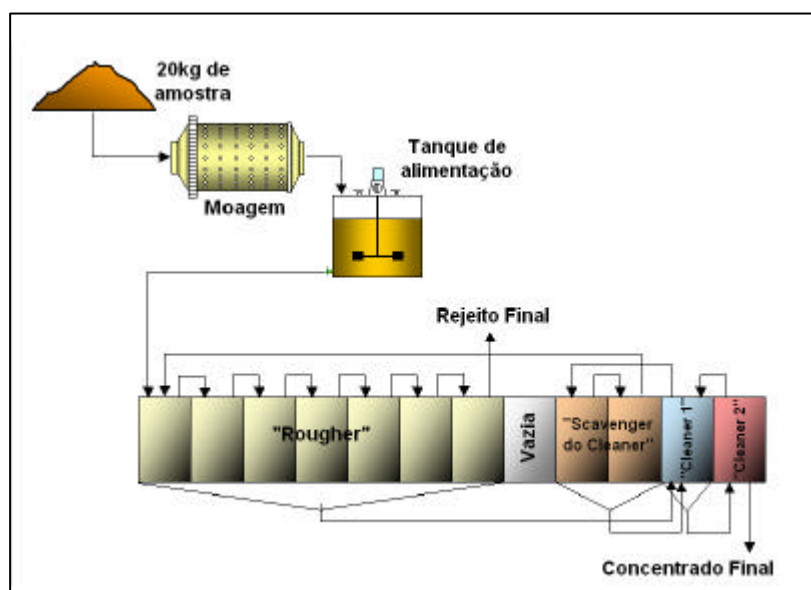 20kg de
amostra
Moagem
Tanque de
alimentação
Rejeito Final
"Rougher"
Vazia
"Scavenger
do Cleaner"
"Cleaner 1"
"Cleaner 2"
Concentrado Final